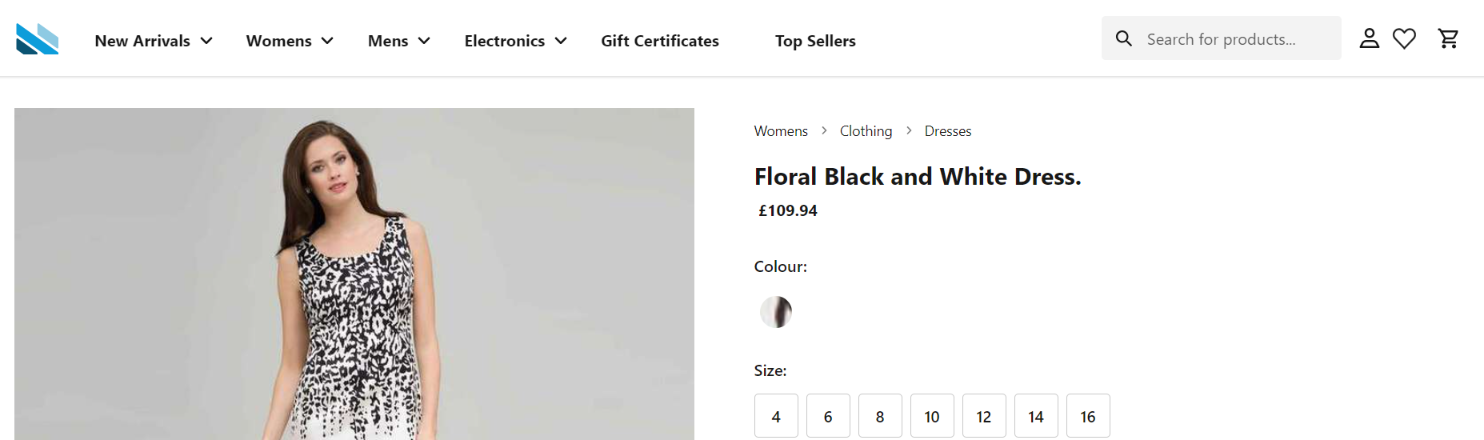 New Arrivals Womens Mens Electronics Gift Certificates Top Sellers Search for products...
Womens > Clothing > Dresses
Floral Black and White Dress.
£109.94
Colour:
Size:
4 6 8 10 12 14 16